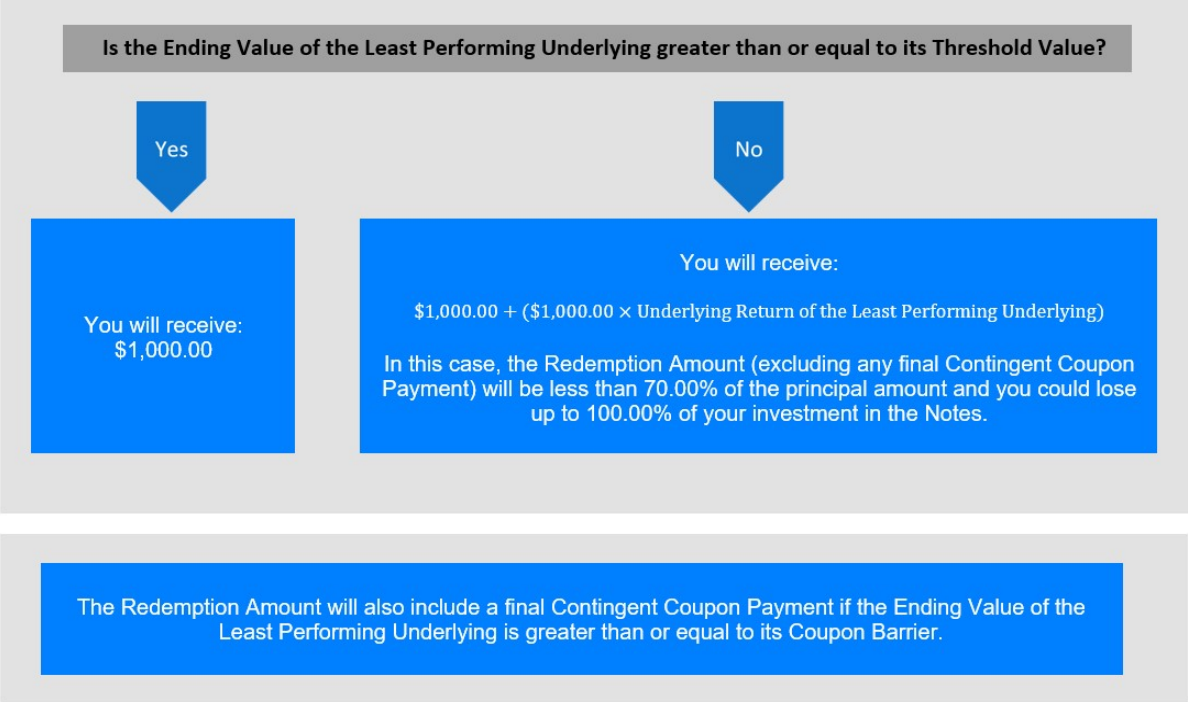 Is the Ending Value of the Least Performing Underlying greater than or equal to its Threshold Value?
Yes
No
You will receive:
$1,000.00
You will receive:
$1,000.00 + ($1,000.00 × Underlying Return of the Least Performing Underlying)
In this case, the Redemption Amount (excluding any final Contingent Coupon
Payment) will be less than 70.00% of the principal amount and you could lose
up to 100.00% of your investment in the Notes.
The Redemption Amount will also include a final Contingent Coupon Payment if the Ending Value of the
Least Performing Underlying is greater than or equal to its Coupon Barrier.